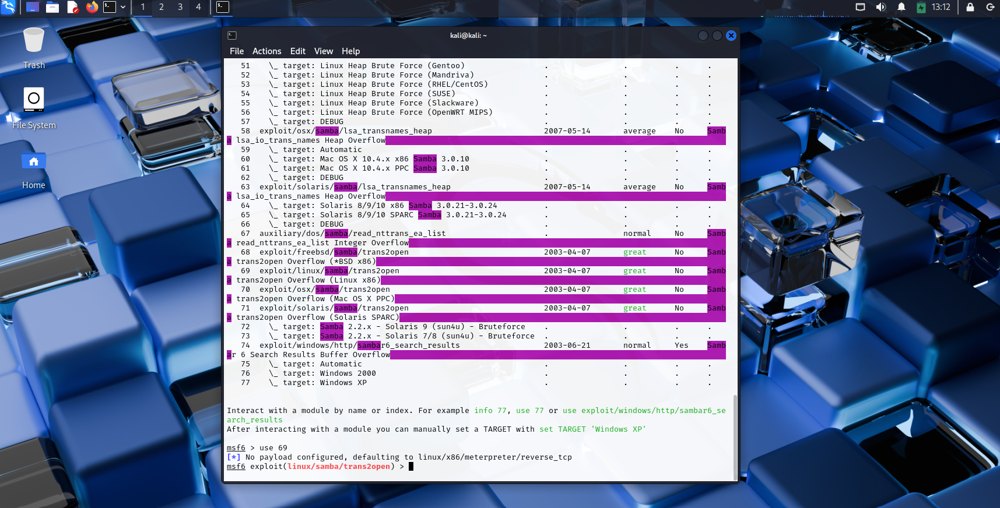 1 2 3 4 13:12
Trash
File System
Home
kali@kali: ~
File Actions Edit View Help
51 \_ target: Linux Heap Brute Force (Gentoo) . . . .
52 \_ target: Linux Heap Brute Force (Mandriva) . . . .
53 \_ target: Linux Heap Brute Force (RHEL/CentOS) . . . .
54 \_ target: Linux Heap Brute Force (SUSE) . . . .
55 \_ target: Linux Heap Brute Force (Slackware) . . . .
56 \_ target: Linux Heap Brute Force (OpenWRT MIPS) . . . .
57 \_ target: DEBUG . . . .
58 exploit/osx/samba/lsa_transnames_heap 2007-05-14 average No Samb
a lsa_io_trans_names Heap Overflow
59 \_ target: Automatic . . . .
60 \_ target: Mac OS X 10.4.x x86 Samba 3.0.10 . . . .
61 \_ target: Mac OS X 10.4.x PPC Samba 3.0.10 . . . .
62 \_ target: DEBUG . . . .
63 exploit/solaris/samba/lsa_transnames_heap 2007-05-14 average No Samb
a lsa_io_trans_names Heap Overflow
64 \_ target: Solaris 8/9/10 x86 Samba 3.0.21-3.0.24 . . . .
65 \_ target: Solaris 8/9/10 SPARC Samba 3.0.21-3.0.24 . . . .
66 \_ target: DEBUG . . . .
67 auxiliary/dos/samba/read_nttrans_ea_list . normal No Samb
a read_nttrans_ea_list Integer Overflow
68 exploit/freebsd/samba/trans2open 2003-04-07 great No Samb
a trans2open Overflow (*BSD x86)
69 exploit/linux/samba/trans2open 2003-04-07 great No Samb
a trans2open Overflow (Linux x86)
70 exploit/osx/samba/trans2open 2003-04-07 great No Samb
a trans2open Overflow (Mac OS X PPC)
71 exploit/solaris/samba/trans2open 2003-04-07 great No Samb
a trans2open Overflow (Solaris SPARC)
72 \_ target: Samba 2.2.x - Solaris 9 (sun4u) - Bruteforce . . . .
73 \_ target: Samba 2.2.x - Solaris 7/8 (sun4u) - Bruteforce . . . .
74 exploit/windows/http/sambar6_search_results 2003-06-21 normal Yes Samb
ar 6 Search Results Buffer Overflow
75 \_ target: Automatic . . . .
76 \_ target: Windows 2000 . . . .
77 \_ target: Windows XP . . . .
Interact with a module by name or index. For example info 77, use 77 or use exploit/windows/http/sambar6_se
arch_results
After interacting with a module you can manually set a TARGET with set TARGET 'Windows XP'
msf6 > use 69
[*] No payload configured, defaulting to linux/x86/meterpreter/reverse_tcp
msf6 exploit(linux/samba/trans2open) >